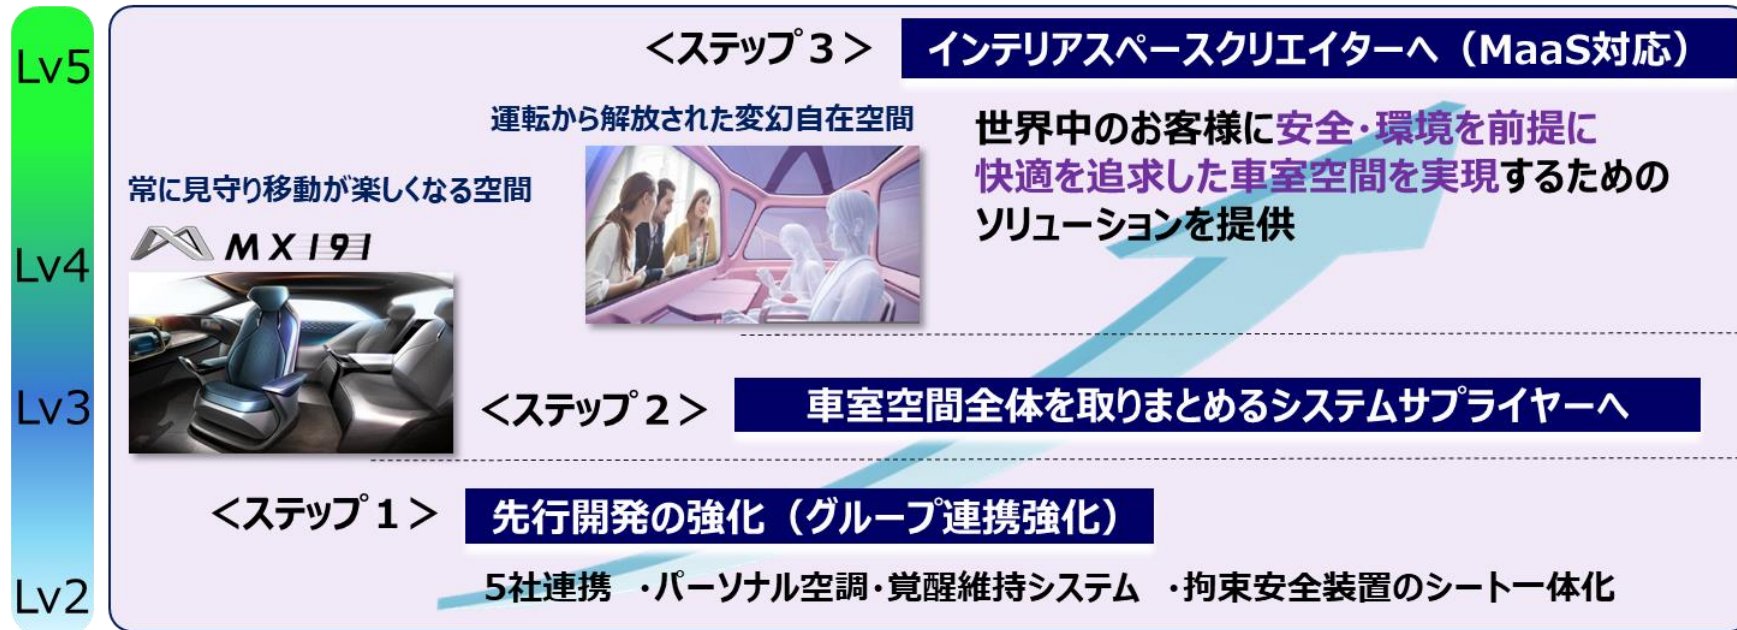 Lv5
Lv4
Lv3
Lv2
<ステップ3>
インテリアスペースクリエイターへ（MaaS対応）
運転から解放された変幻自在空間
世界中のお客様に安全・環境を前提に
快適を追求した車室空間を実現するための
ソリューションを提供
常に見守り移動が楽しくなる空間
MX191
<ステップ2>
車室空間全体を取りまとめるシステムサプライヤーへ
<ステップ1>
先行開発の強化（グループ連携強化）
5社連携 ・パーソナル空調・覚醒維持システム ・拘束安全装置のシート一体化